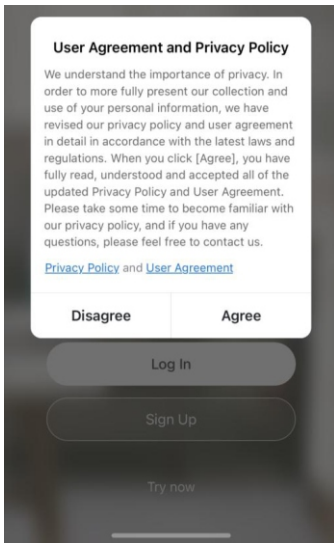 User Agreement and Privacy Policy
We understand the importance of privacy. In
order to more fully present our collection and
use of your personal information, we have
revised our privacy policy and user agreement
in detail in accordance with the latest laws and
regulations. When you click [Agree], you have
fully read, understood and accepted all of the
updated Privacy Policy and User Agreement.
Please take some time to become familiar with
our privacy policy, and if you have any
questions, please feel free to contact us.
Privacy Policy and User Agreement
Disagree Agree
Log In
Sign Up
Try now